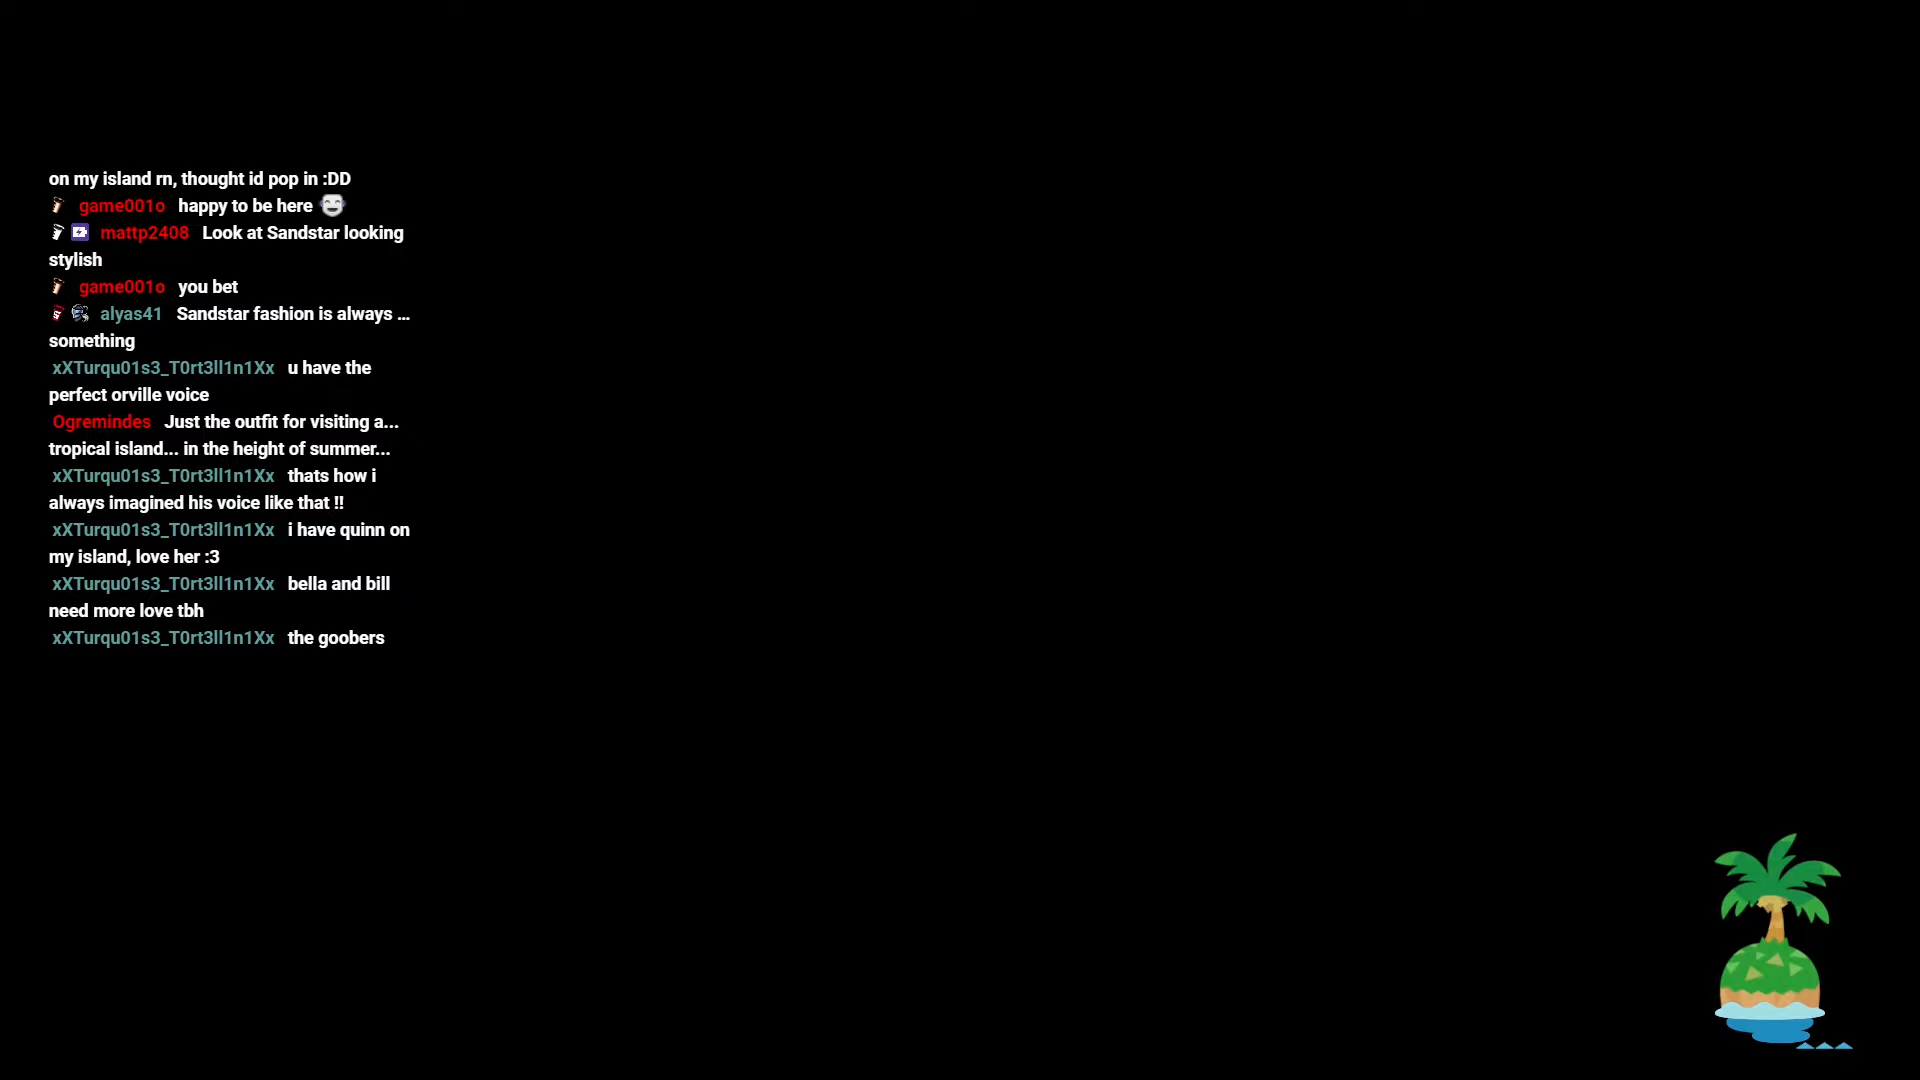 on my island rn, thought id pop in :DD
game001o happy to be here
mattp2408 Look at Sandstar looking
stylish
game001o you bet
alyas41 Sandstar fashion is always ...
something
xXTurqu01s3_T0rt3ll1n1Xx u have the
perfect orville voice
Ogremindes Just the outfit for visiting a...
tropical island... in the height of summer...
xXTurqu01s3_T0rt3ll1n1Xx thats how i
always imagined his voice like that !!
xXTurqu01s3_T0rt3ll1n1Xx i have quinn on
my island, love her :3
xXTurqu01s3_T0rt3ll1n1Xx bella and bill
need more love tbh
xXTurqu01s3_T0rt3ll1n1Xx the goobers